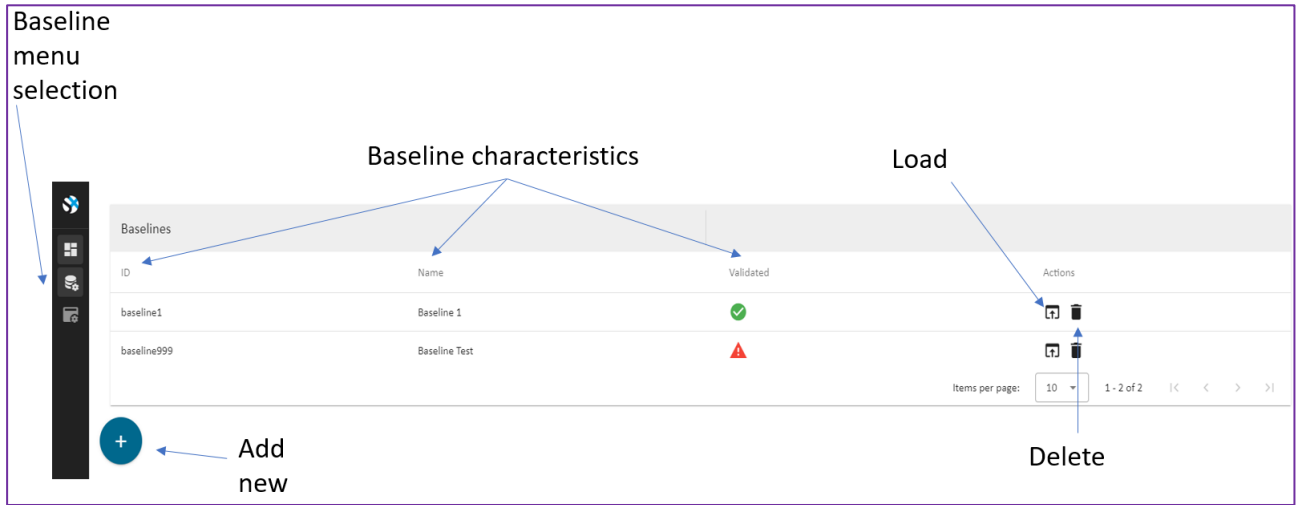 Baseline
menu
selection
Baseline characteristics
Load
Baselines
ID Name Validated Actions
baseline1 Baseline 1
baseline999 Baseline Test
Items per page: 10 1 - 2 of 2
+
Add
new
Delete